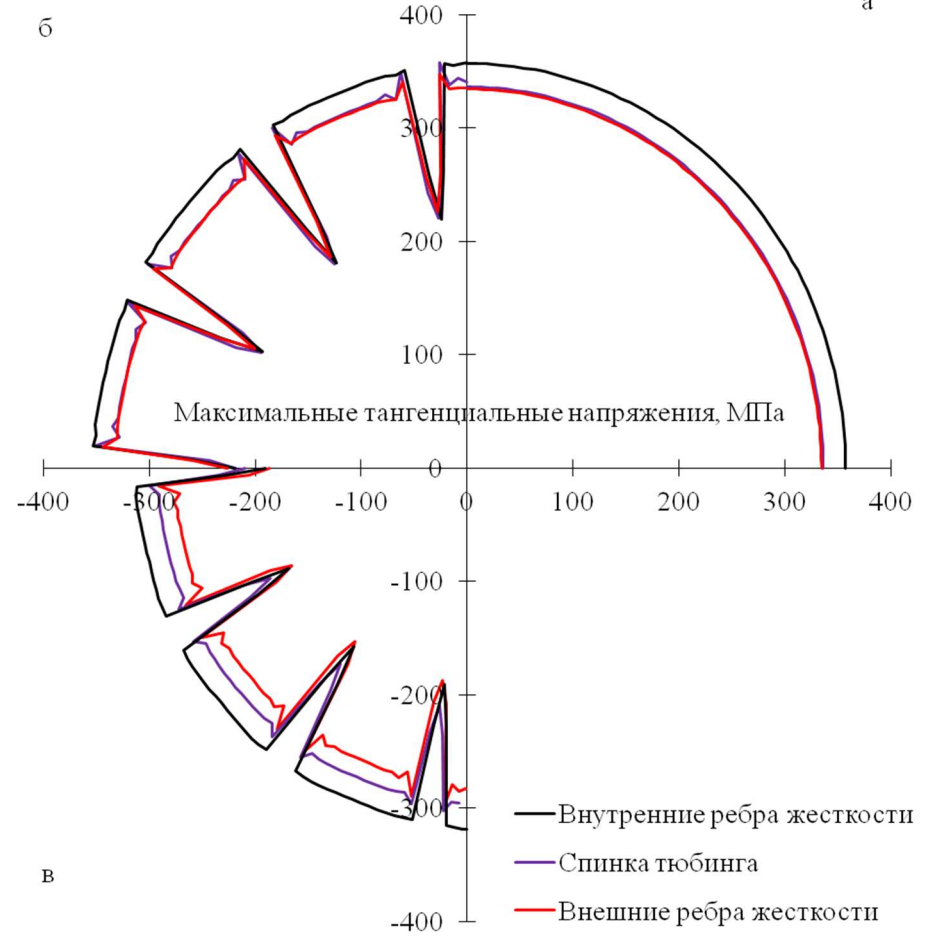 400
а
б
300
200
100
Максимальные тангенциальные напряжения, МПа
0
-400 -300 -200 -100 0 100 200 300 400
-100
-200
-300
Внутренние ребра жесткости
Спинка тюбинга
в
Внешние ребра жесткости
-400